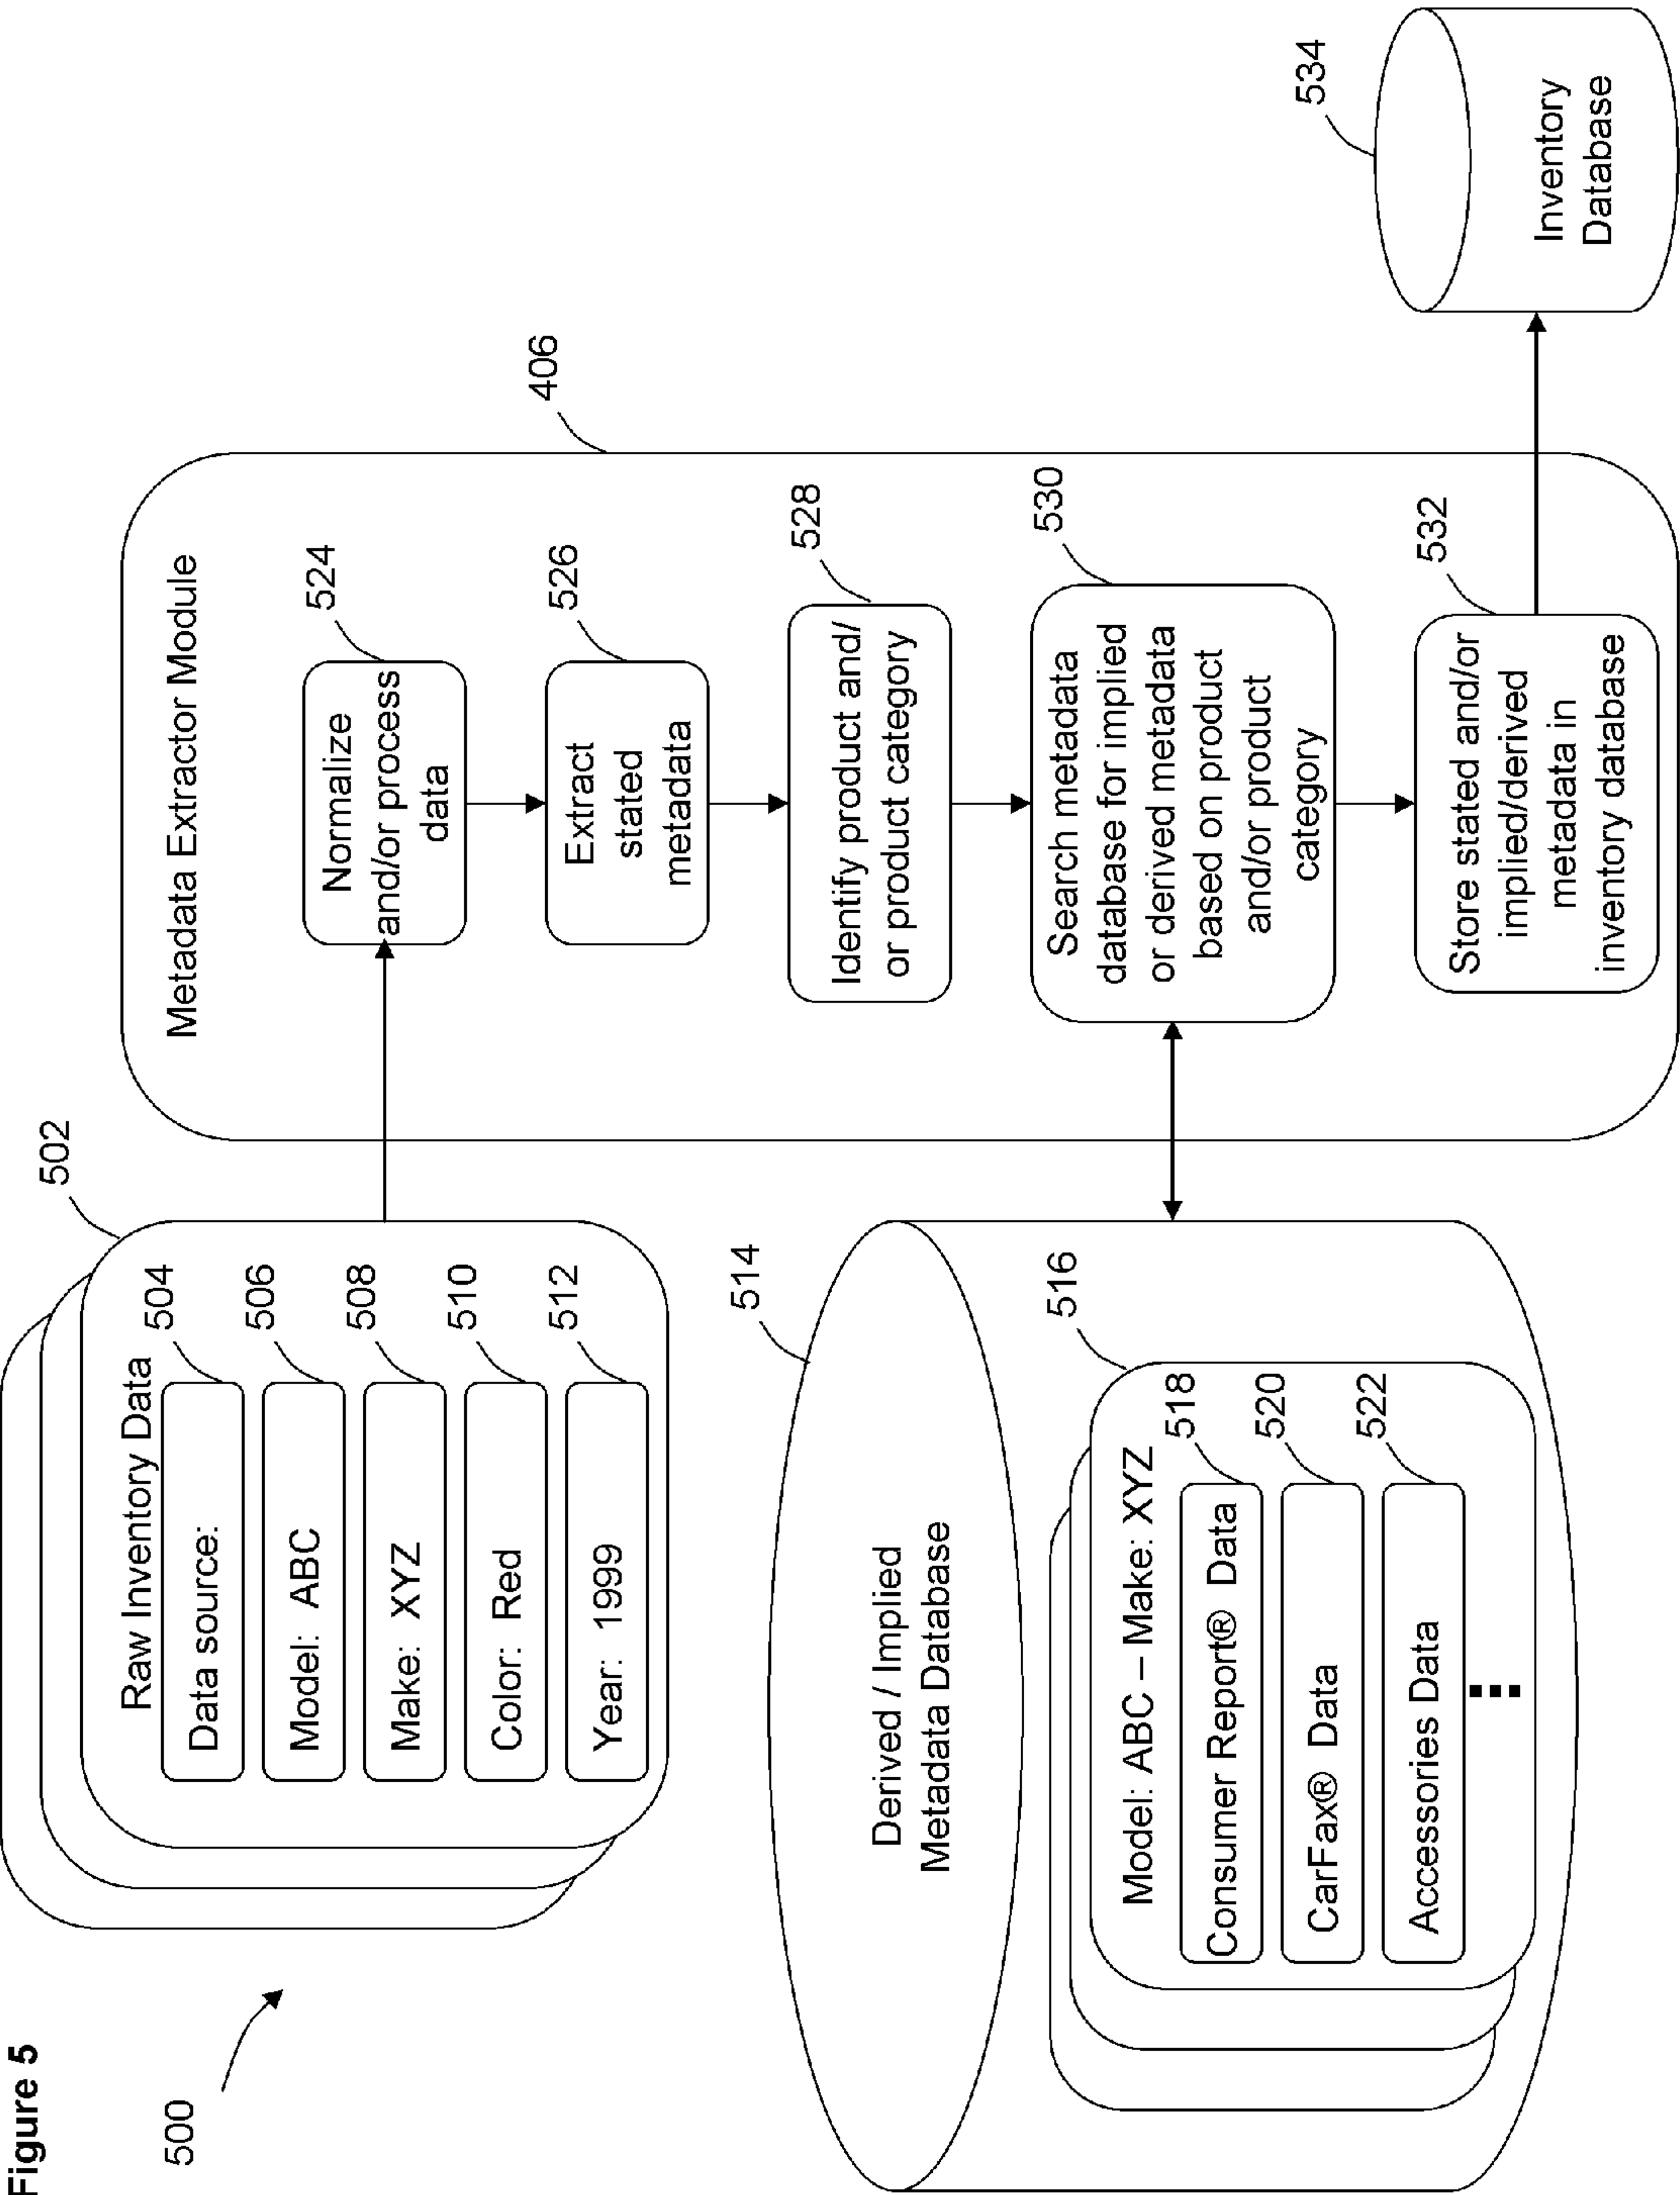 Figure 5
500
502
Raw Inventory Data
Data source:
504
Model: ABC
506
Make: XYZ
508
Color: Red
510
Year: 1999
512
514
Derived / Implied
Metadata Database
516
Model: ABC – Make: XYZ
Consumer Report® Data
518
CarFax® Data
520
Accessories Data
522
406
Metadata Extractor Module
524
Normalize
and/or process
data
526
Extract
stated
metadata
528
Identify product and/
or product category
530
Search metadata
database for implied
or derived metadata
based on product
and/or product
category
532
Store stated and/or
implied/derived
metadata in
inventory database
534
Inventory
Database